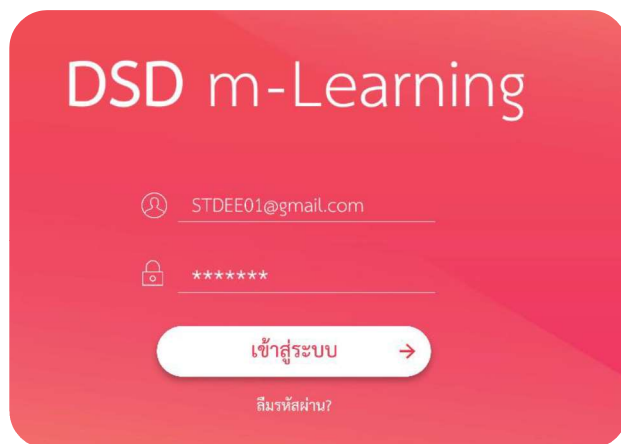 DSD m-Learning
STDEE01@gmail.com
*******
เข้าสู่ระบบ →
ลืมรหัสผ่าน?